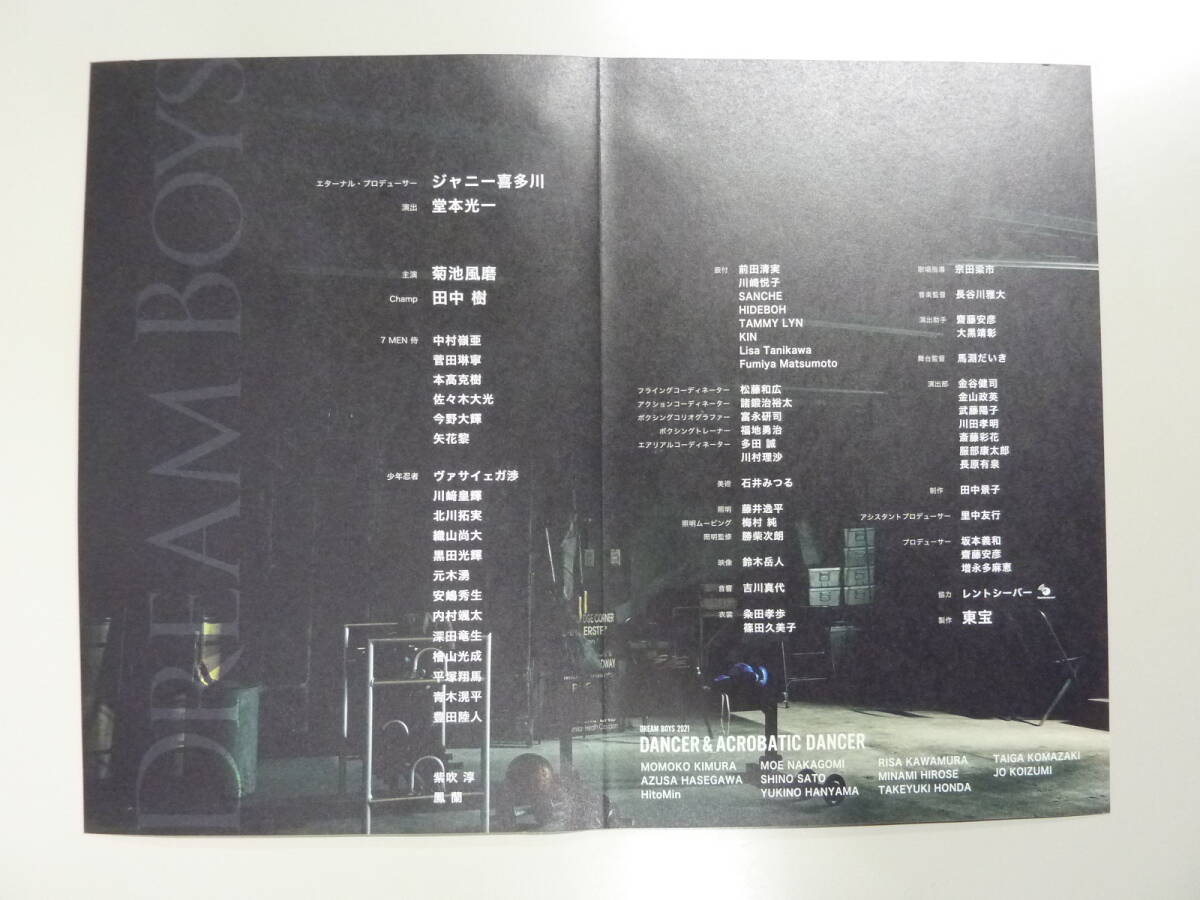 DREAM BOYS
エターナル・プロデューサー ジャニー喜多川
演出 堂本光一
主演 菊池風磨
Champ 田中 樹
7 MEN 侍 中村嶺亜
菅田琳寧
本髙克樹
佐々木大光
今野大輝
矢花黎
少年忍者 ヴァサイェガ渉
川﨑皇輝
北川拓実
織山尚大
黒田光輝
元木湧
安嶋秀生
内村颯太
深田竜生
檜山光成
平塚翔馬
青木滉平
豊田陸人
紫吹 淳
鳳 蘭
振付 前田清実
川崎悦子
SANCHE
HIDEBOH
TAMMY LYN
KIN
Lisa Tanikawa
Fumiya Matsumoto
フライングコーディネーター 松藤和広
アクションコーディネーター 諸鍛治裕太
ボクシングコリオグラファー 富永研司
ボクシングトレーナー 福地勇治
エアリアルコーディネーター 多田 誠
川村理沙
美術 石井みつる
照明 藤井逸平
照明ムービング 梅村 純
照明監修 勝柴次朗
映像 鈴木岳人
音響 吉川真代
衣裳 粂田孝歩
篠田久美子
歌唱指導 宗田梁市
音楽監督 長谷川雅大
演出助手 齋藤安彦
大黒靖彰
舞台監督 馬淵だいき
演出部 金谷健司
金山政英
武藤陽子
川田孝明
斎藤彩花
服部康太郎
長原有泉
制作 田中景子
アシスタントプロデューサー 里中友行
プロデューサー 坂本義和
齋藤安彦
増永多麻恵
協力 レントシーバー
製作 東宝
DGE CORNER
ERSTE
DWAY
DREAM BOYS 2021
DANCER & ACROBATIC DANCER
MOMOKO KIMURA MOE NAKAGOMI RISA KAWAMURA TAIGA KOMAZAKI
AZUSA HASEGAWA SHINO SATO MINAMI HIROSE JO KOIZUMI
HitoMin YUKINO HANYAMA TAKEYUKI HONDA